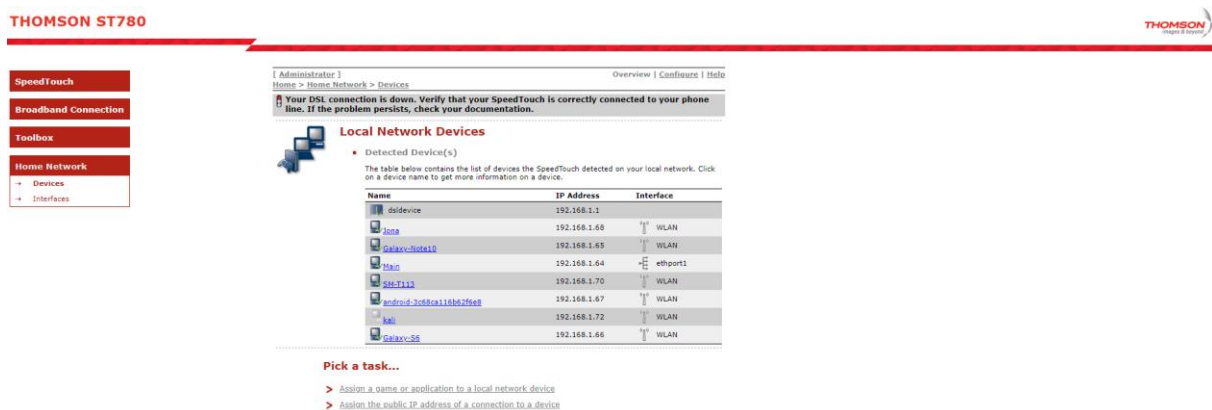 THOMSON ST780
THOMSON
images & beyond
SpeedTouch
Broadband Connection
Toolbox
Home Network
Devices
Interfaces
[ Administrator ]
Overview | Configure | Help
Home > Home Network > Devices
Your DSL connection is down. Verify that your SpeedTouch is correctly connected to your phone
line. If the problem persists, check your documentation.
Local Network Devices
Detected Device(s)
The table below contains the list of devices the SpeedTouch detected on your local network. Click
on a device name to get more information on a device.
Name IP Address Interface
dsldevice 192.168.1.1
Jona 192.168.1.68 WLAN
Galaxy-Note10 192.168.1.65 WLAN
Main 192.168.1.64 ethport1
SM-T113 192.168.1.70 WLAN
android-3c68ca116b62f6e8 192.168.1.67 WLAN
kali 192.168.1.72 WLAN
Galaxy-S6 192.168.1.66 WLAN
Pick a task...
> Assign a game or application to a local network device
> Assign the public IP address of a connection to a device